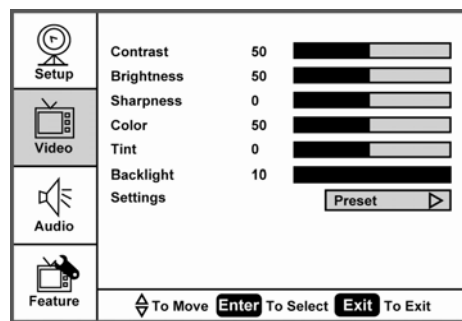 Setup
Video
Audio
Feature
Contrast 50
Brightness 50
Sharpness 0
Color 50
Tint 0
Backlight 10
Settings Preset
To Move Enter To Select Exit To Exit